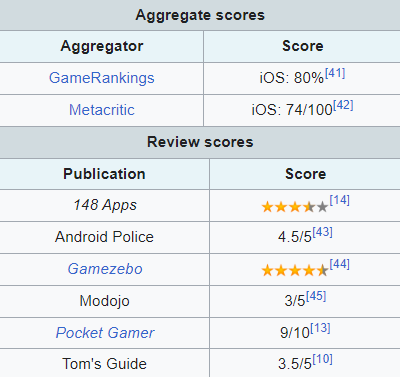 Aggregate scores
Aggregator Score
GameRankings iOS: 80%[41]
Metacritic iOS: 74/100[42]
Review scores
Publication Score
148 Apps [14]
Android Police 4.5/5[43]
Gamezebo [44]
Modojo 3/5[45]
Pocket Gamer 9/10[13]
Tom's Guide 3.5/5[10]